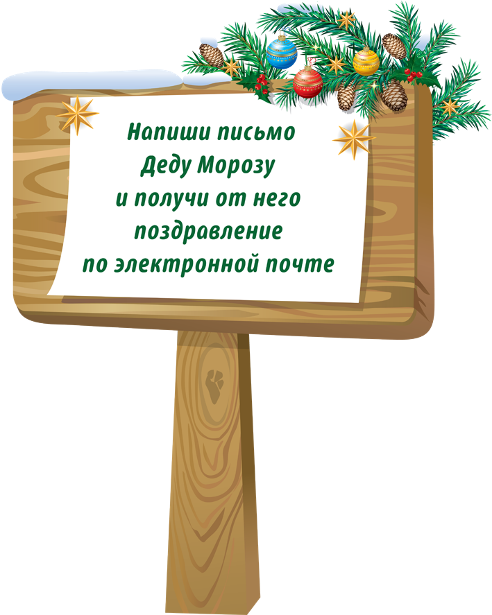 Напиши письмо
Деду Морозу
и получи от него
поздравление
по электронной почте